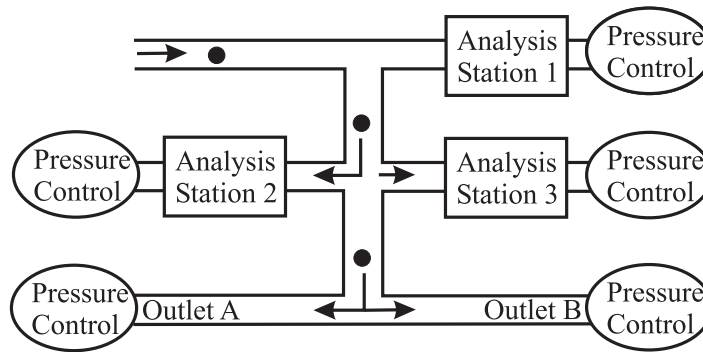 Analysis
Station 1
Pressure
Control
Pressure
Control
Analysis
Station 2
Analysis
Station 3
Pressure
Control
Pressure
Control
Outlet A
Outlet B
Pressure
Control